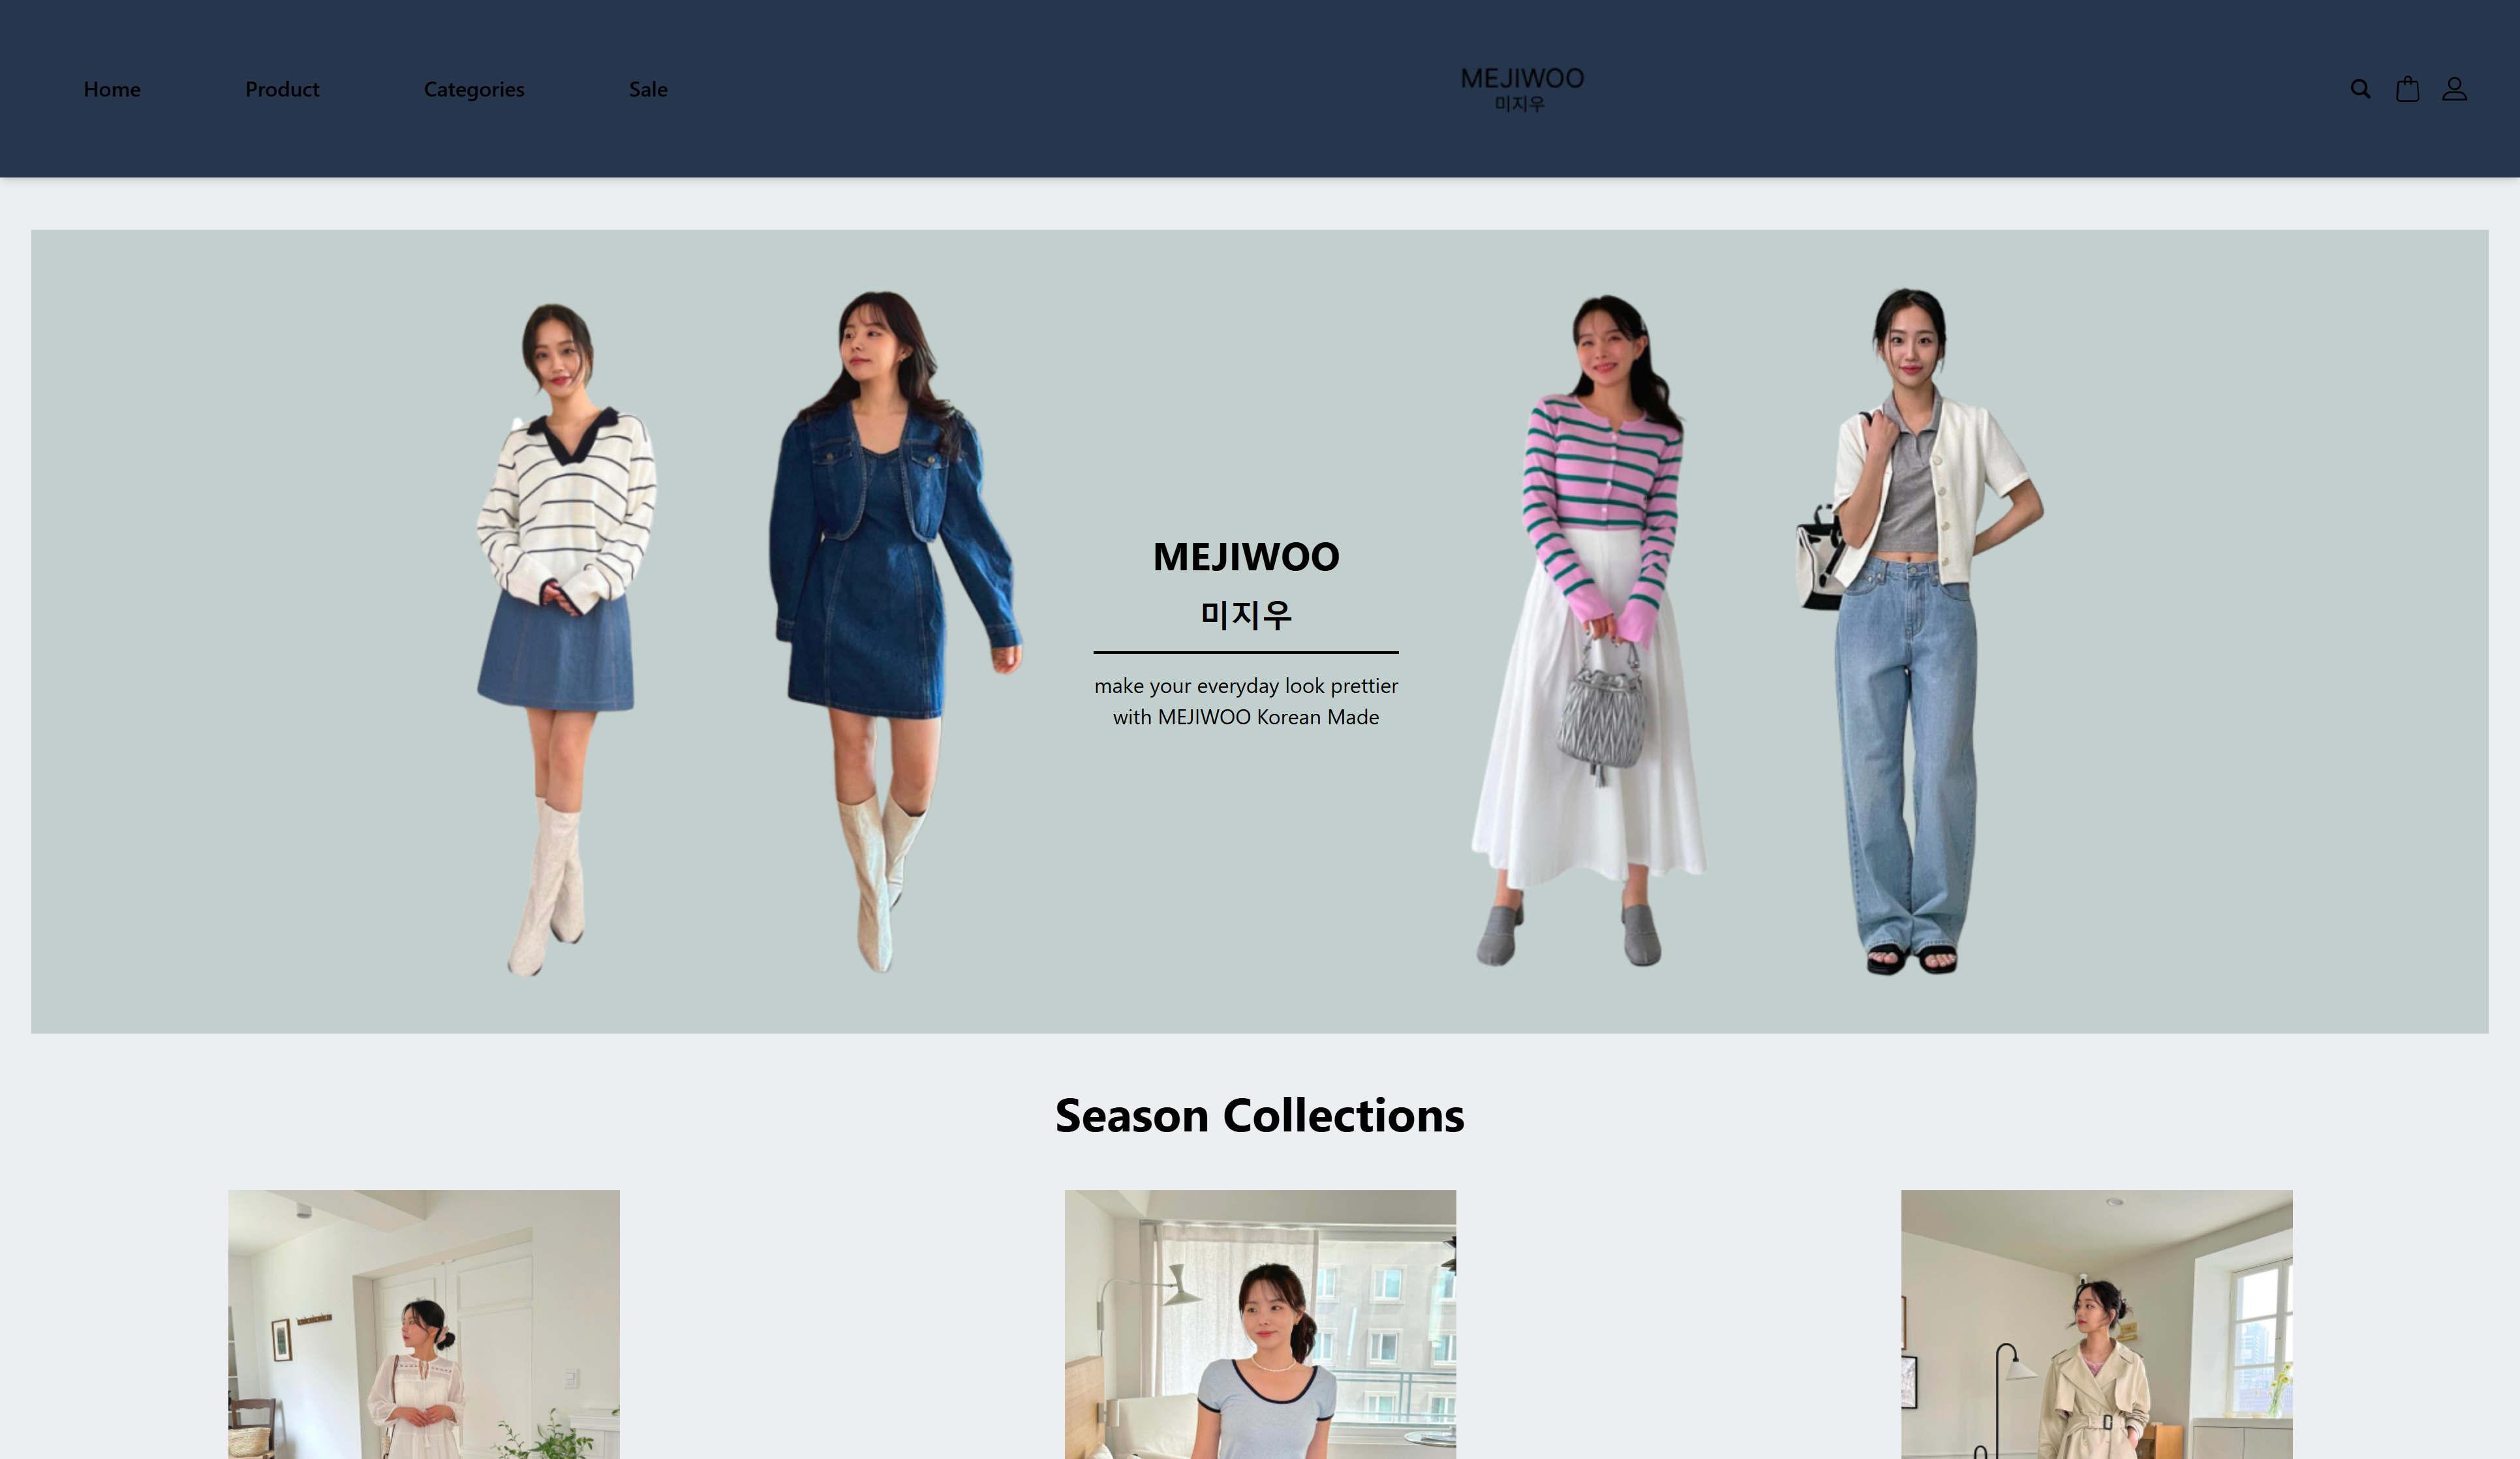 Home
Product
Categories
Sale
MEJIWOO
미지우
MEJIWOO
미지우
make your everyday look prettier
with MEJIWOO Korean Made
Season Collections